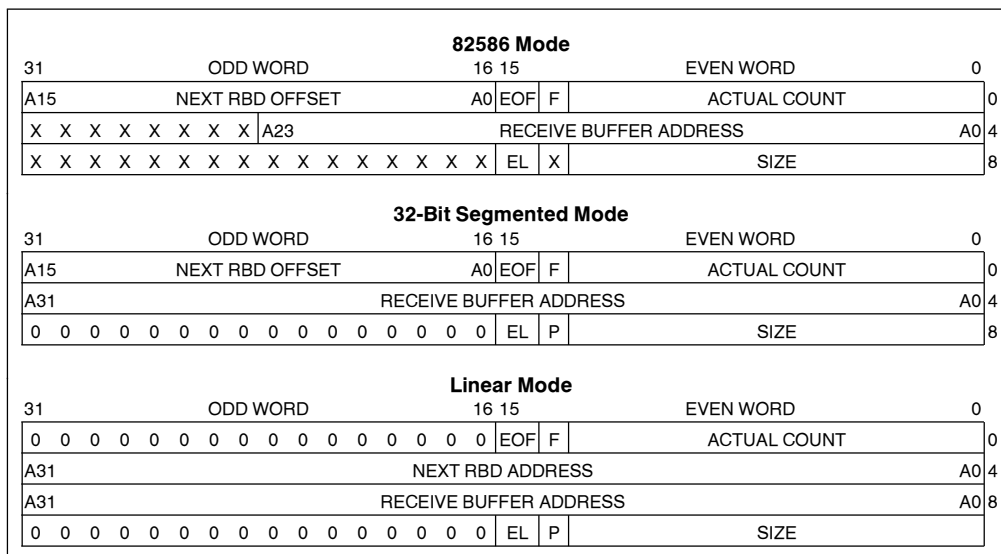 82586 Mode
31 ODD WORD 16 15 EVEN WORD 0
A15 NEXT RBD OFFSET A0 EOF F ACTUAL COUNT 0
X X X X X X X X A23 RECEIVE BUFFER ADDRESS A0 4
X X X X X X X X X X X X X X X X EL X SIZE 8
32-Bit Segmented Mode
31 ODD WORD 16 15 EVEN WORD 0
A15 NEXT RBD OFFSET A0 EOF F ACTUAL COUNT 0
A31 RECEIVE BUFFER ADDRESS A0 4
0 0 0 0 0 0 0 0 0 0 0 0 0 0 0 0 EL P SIZE 8
Linear Mode
31 ODD WORD 16 15 EVEN WORD 0
0 0 0 0 0 0 0 0 0 0 0 0 0 0 0 0 EOF F ACTUAL COUNT 0
A31 NEXT RBD ADDRESS A0 4
A31 RECEIVE BUFFER ADDRESS A0 8
0 0 0 0 0 0 0 0 0 0 0 0 0 0 0 0 EL P SIZE